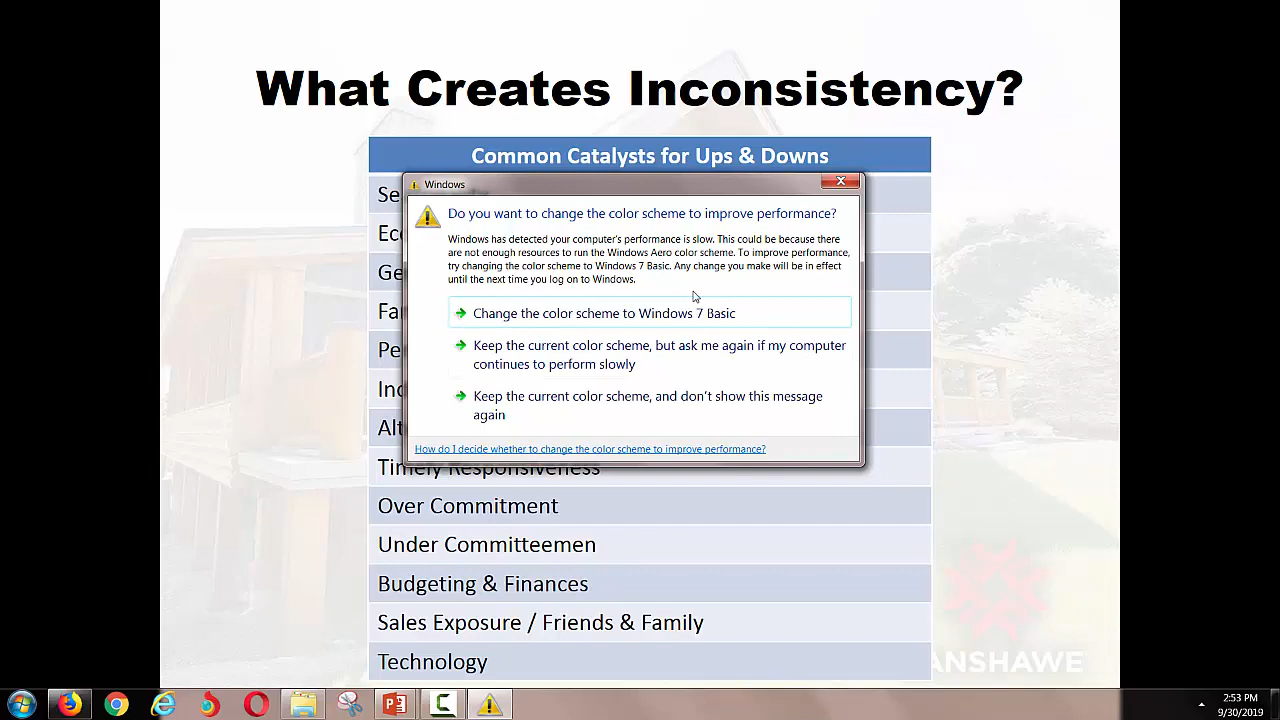 What Creates Inconsistency?
Common Catalysts for Ups & Downs
Windows
Do you want to change the color scheme to improve performance?
Windows has detected your computer's performance is slow. This could be because there
are not enough resources to run the Windows Aero color scheme. To improve performance,
try changing the color scheme to Windows 7 Basic. Any change you make will be in effect
until the next time you log on to Windows.
Change the color scheme to Windows 7 Basic
Keep the current color scheme, but ask me again if my computer
continues to perform slowly
Keep the current color scheme, and don't show this message
again
How do I decide whether to change the color scheme to improve performance?
Timely Responsiveness
Over Commitment
Under Committeemen
Budgeting & Finances
Sales Exposure / Friends & Family
Technology
ANSHAWE
2:53 PM
9/30/2019